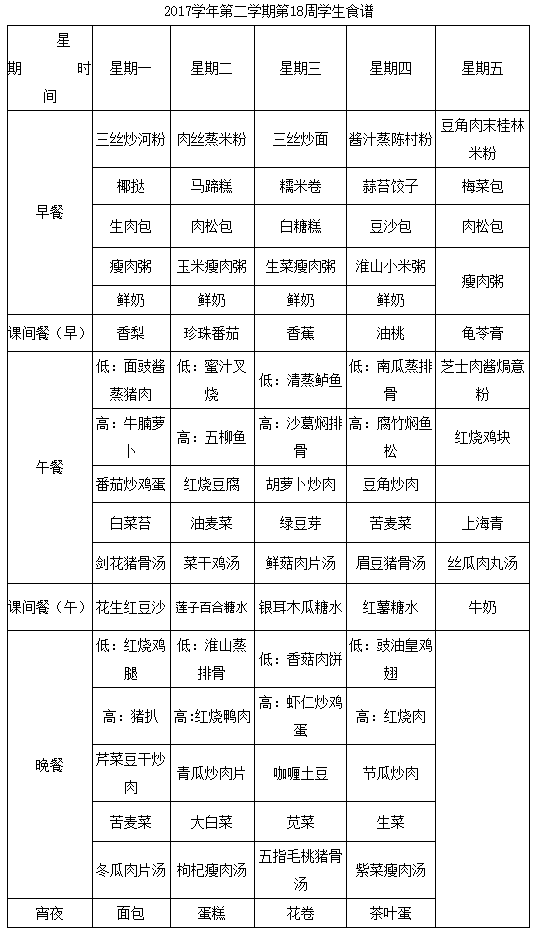 2017学年第二学期第18周学生食谱
星
期 时
间
星期一 星期二 星期三 星期四 星期五
早餐
三丝炒河粉 肉丝蒸米粉 三丝炒面 酱汁蒸陈村粉 豆角肉末桂林
米粉
椰挞 马蹄糕 糯米卷 蒜苔饺子 梅菜包
生肉包 肉松包 白糖糕 豆沙包 肉松包
瘦肉粥 玉米瘦肉粥 生菜瘦肉粥 淮山小米粥 瘦肉粥
鲜奶 鲜奶 鲜奶 鲜奶
课间餐（早） 香梨 珍珠番茄 香蕉 油桃 龟苓膏
午餐
低：面豉酱 低：蜜汁叉 低：清蒸鲈鱼 低：南瓜蒸排 芝士肉酱焗意
蒸猪肉 烧 骨 粉
高：牛腩萝 高：五柳鱼 高：沙葛焖排 高：腐竹焖鱼 红烧鸡块
卜 骨 松
番茄炒鸡蛋 红烧豆腐 胡萝卜炒肉 豆角炒肉
白菜苔 油麦菜 绿豆芽 苦麦菜 上海青
剑花猪骨汤 菜干鸡汤 鲜菇肉片汤 眉豆猪骨汤 丝瓜肉丸汤
课间餐（午） 花生红豆沙 莲子百合糖水 银耳木瓜糖水 红薯糖水 牛奶
晚餐
低：红烧鸡 低：淮山蒸 低：香菇肉饼 低：豉油皇鸡
腿 排骨 翅
高：猪扒 高:红烧鸭肉 高：虾仁炒鸡 高：红烧肉
蛋
芹菜豆干炒 青瓜炒肉片 咖喱土豆 节瓜炒肉
肉
苦麦菜 大白菜 苋菜 生菜
冬瓜肉片汤 枸杞瘦肉汤 五指毛桃猪骨 紫菜瘦肉汤
汤
宵夜 面包 蛋糕 花卷 茶叶蛋